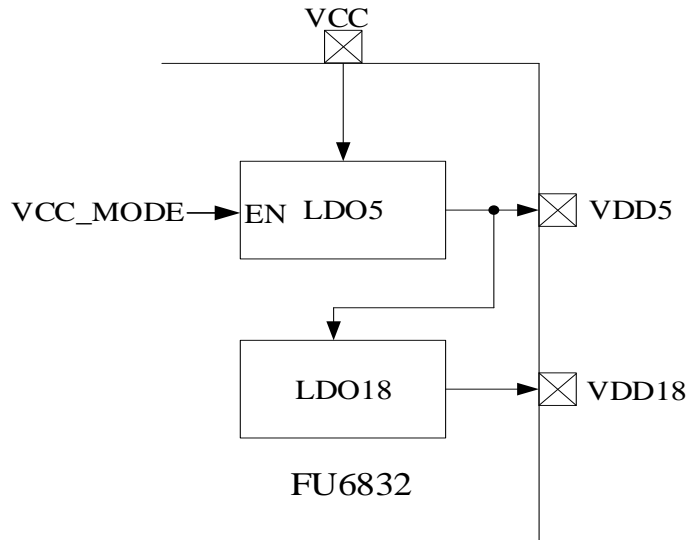 VCC
VCC_MODE
EN
LDO5
VDD5
LDO18
VDD18
FU6832